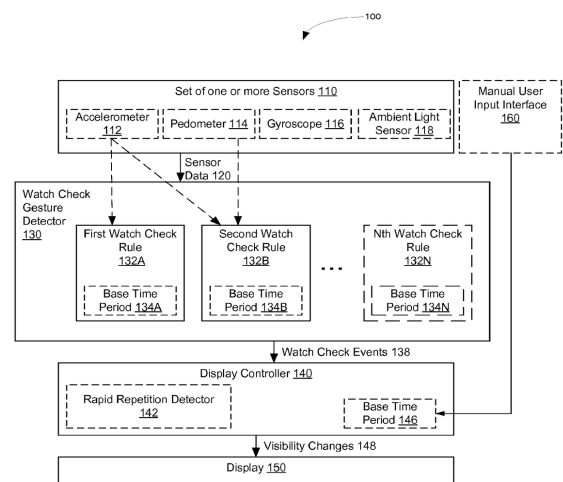 100
Set of one or more Sensors 110
Accelerometer
112
Pedometer 114
Gyroscope 116
Ambient Light
Sensor 118
Manual User
Input Interface
160
Sensor
Data 120
Watch Check
Gesture
Detector
130
First Watch Check
Rule
132A
Base Time
Period 134A
Second Watch
Check Rule
132B
Base Time
Period 134B
...
Nth Watch Check
Rule
132N
Base Time
Period 134N
Watch Check Events 138
Display Controller 140
Rapid Repetition Detector
142
Base Time
Period 146
Visibility Changes 148
Display 150